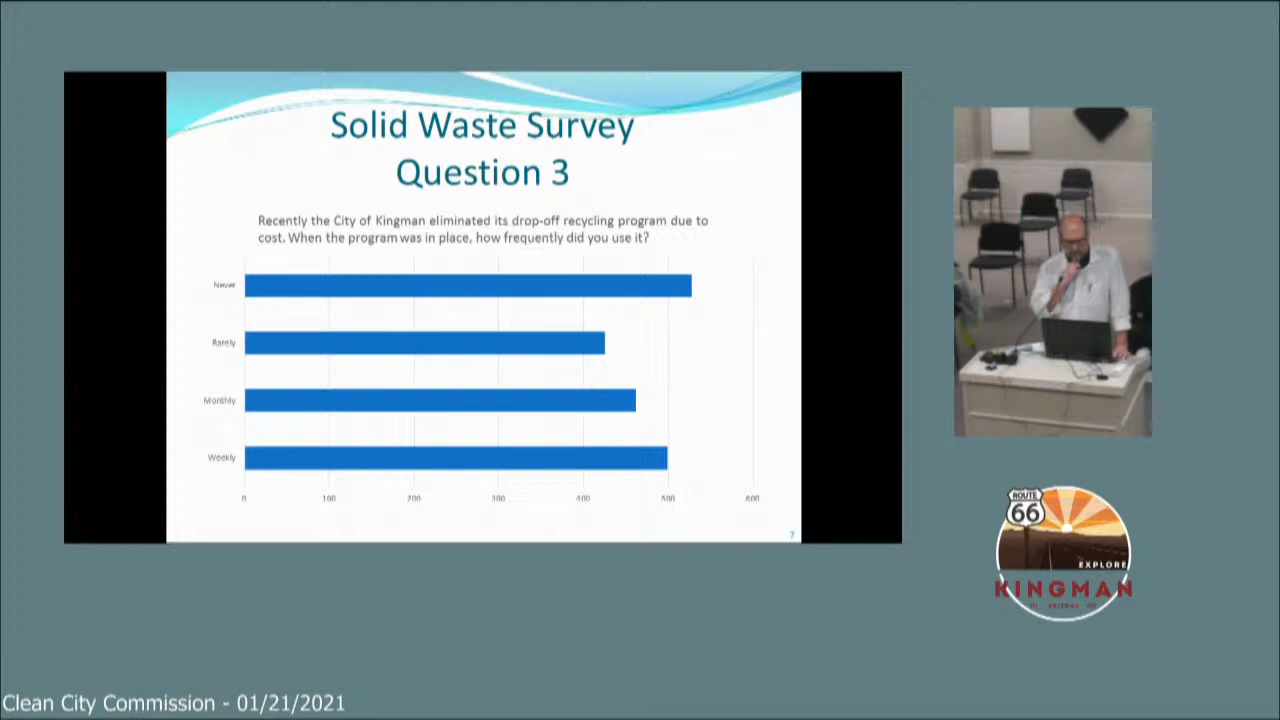 Solid Waste Survey
Question 3
Recently the City of Kingman eliminated its drop-off recycling program due to
cost. When the program was in place, how frequently did you use it?
Never
Rarely
Monthly
Weekly
0 100 200 300 400 500 600
7
ROUTE
66
EXPLORE
KINGMAN
Clean City Commission - 01/21/2021